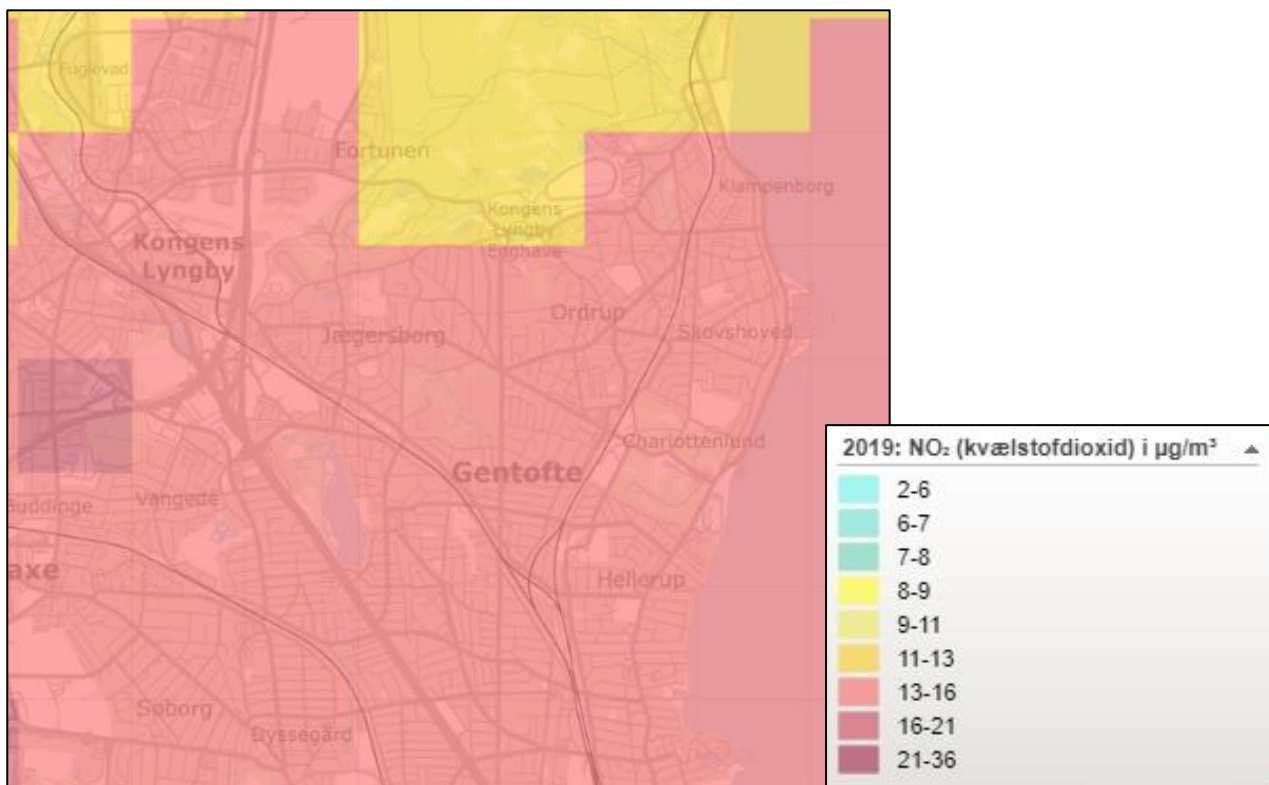 Fuglevad
Fortunen
Klampenborg
Kongens
Lyngby
Enghave
Kongens
Lyngby
Ordrup
Jægersborg
Skovshoved
Charlottenlund
Gentofte
Buddinge
Vangede
axe
Hellerup
Søborg
Dyssegård
2019: NO₂ (kvælstofdioxid) i µg/m³
2-6
6-7
7-8
8-9
9-11
11-13
13-16
16-21
21-36